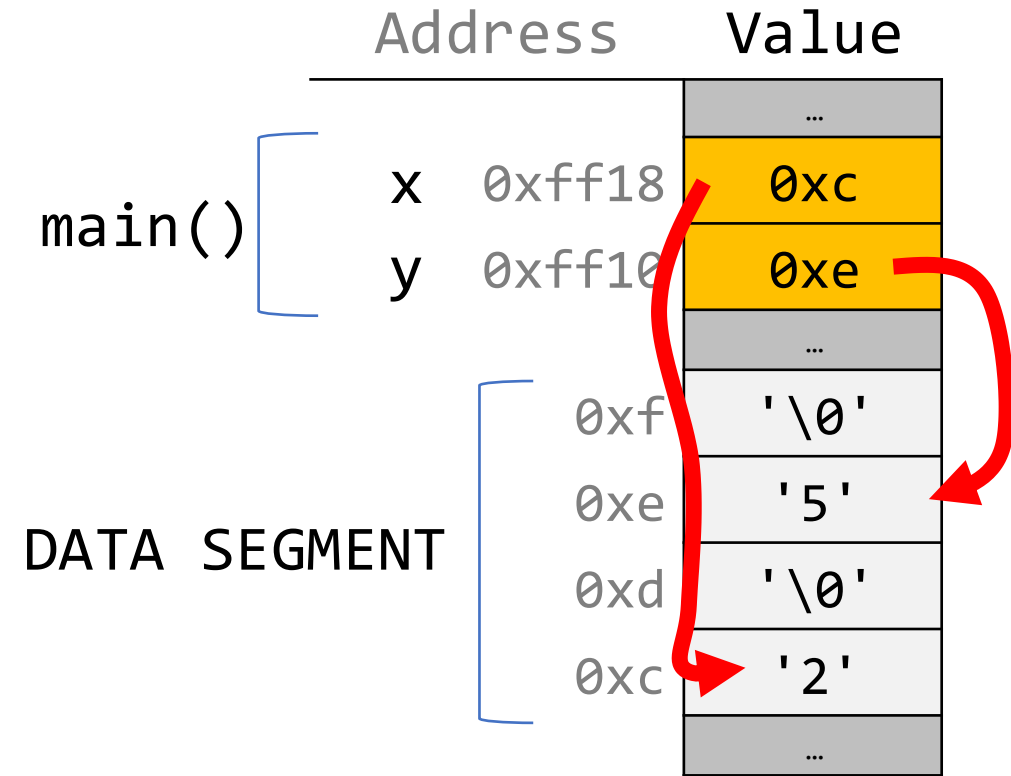 Address Value
…
x 0xff18 0xc
main()
y 0xff10 0xe
…
0xf '\0'
0xe '5'
DATA SEGMENT
0xd '\0'
0xc '2'
…